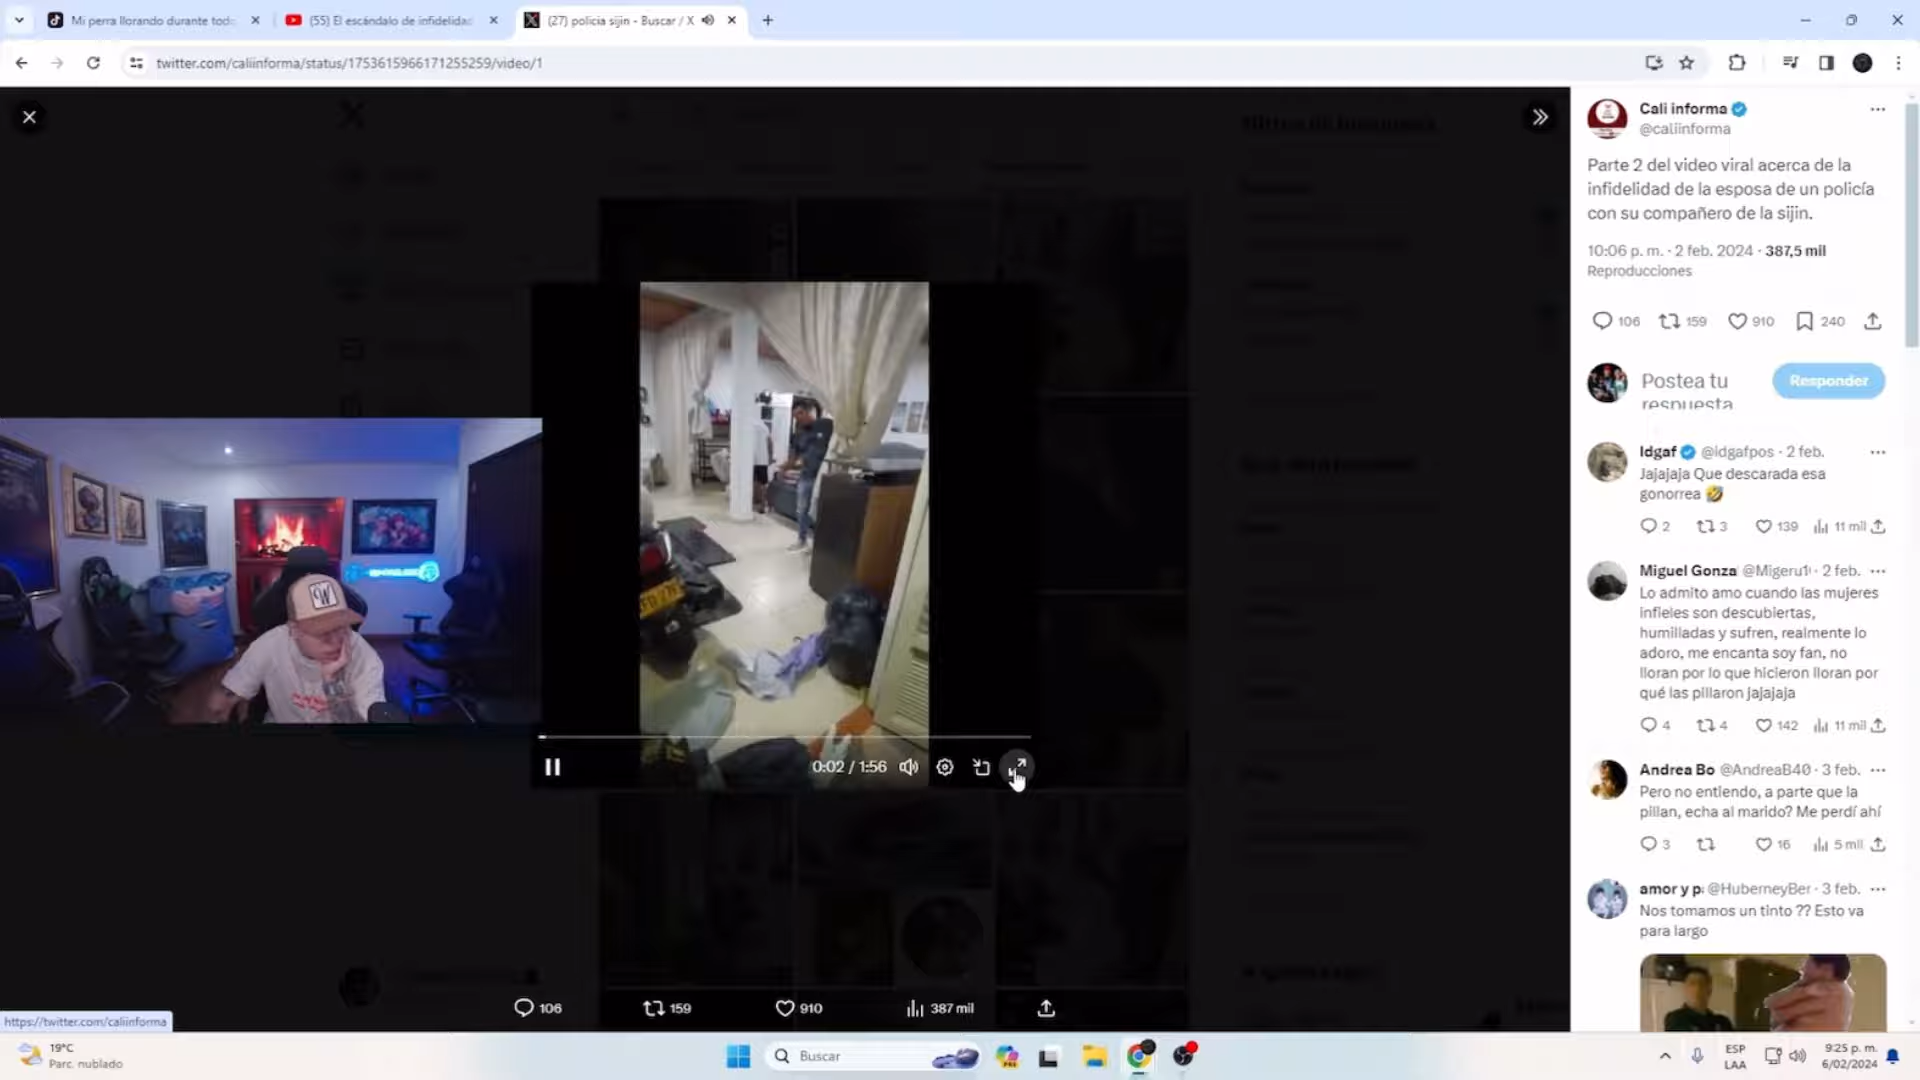 Mi perra llorando durante tod
(55) El escándalo de infidelidad
(27) policia sijin - Buscar / X
twitter.com/caliinforma/status/1753615966171255259/video/1
Cali informa
@caliinforma
Parte 2 del video viral acerca de la
infidelidad de la esposa de un policía
con su compañero de la sijin.
10:06 p. m. · 2 feb. 2024 · 387,5 mil
Reproducciones
106 159 910 240
Postea tu
respuesta
Responder
Idgaf @idgafpos · 2 feb.
Jajajaja Que descarada esa
gonorrea 🤣
2 3 139 11 mil
Miguel Gonza @Migeru1 · 2 feb.
Lo admito amo cuando las mujeres
infieles son descubiertas,
humilladas y sufren, realmente lo
adoro, me encanta soy fan, no
lloran por lo que hicieron lloran por
qué las pillaron jajajaja
4 4 142 11 mil
W
0:02 / 1:56
Andrea Bo @AndreaB40 · 3 feb.
Pero no entiendo, a parte que la
pillan, echa al marido? Me perdí ahí
3 16 5 mil
amor y p @HuberneyBer · 3 feb.
Nos tomamos un tinto ?? Esto va
para largo
106 159 910 387 mil
https://twitter.com/caliinforma
19°C
Parc. nublado
Buscar
ESP
LAA
9:25 p. m.
6/02/2024